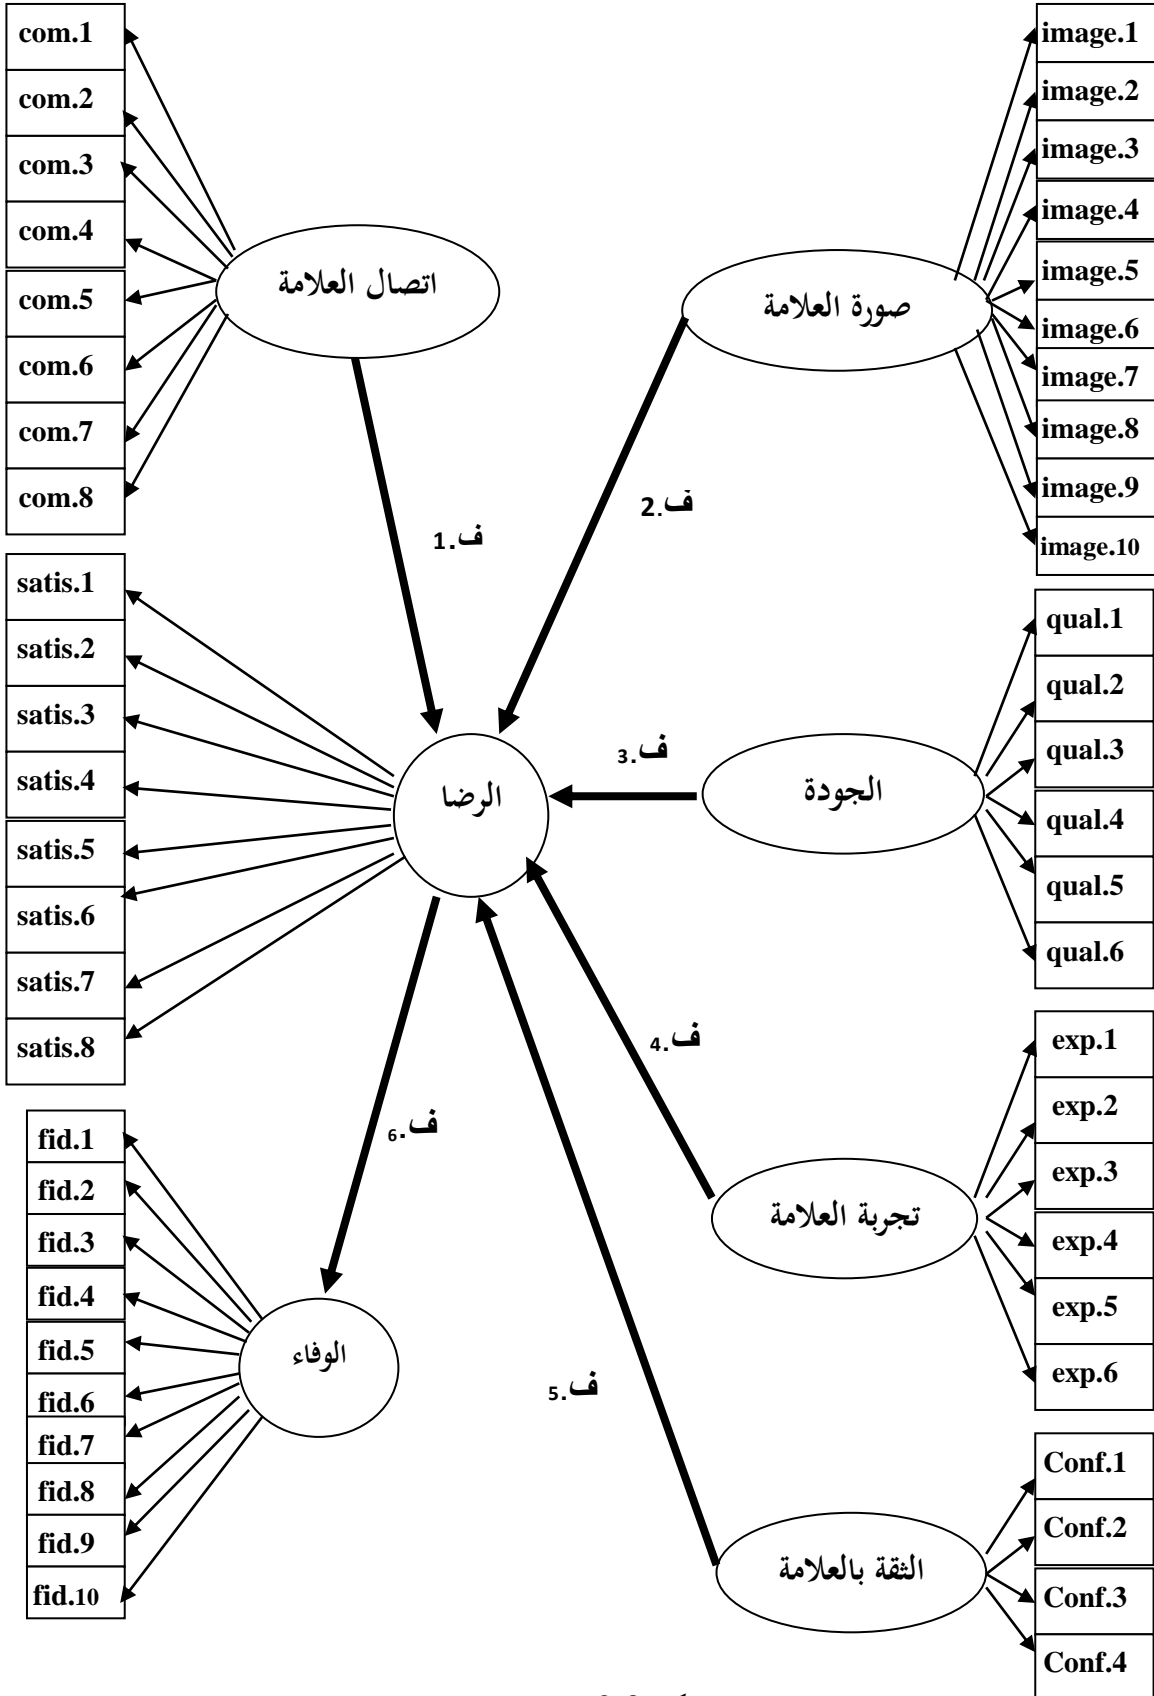 com.1
com.2
com.3
com.4
com.5
com.6
com.7
com.8
image.1
image.2
image.3
image.4
image.5
image.6
image.7
image.8
image.9
image.10
اتصال العلامة
صورة العلامة
ف.1
ف.2
satis.1
satis.2
satis.3
satis.4
satis.5
satis.6
satis.7
satis.8
الرضا
ف.3
الجودة
qual.1
qual.2
qual.3
qual.4
qual.5
qual.6
ف.4
ف.6
تجربة العلامة
exp.1
exp.2
exp.3
exp.4
exp.5
exp.6
fid.1
fid.2
fid.3
fid.4
fid.5
fid.6
fid.7
fid.8
fid.9
fid.10
الوفاء
ف.5
الثقة بالعلامة
Conf.1
Conf.2
Conf.3
Conf.4